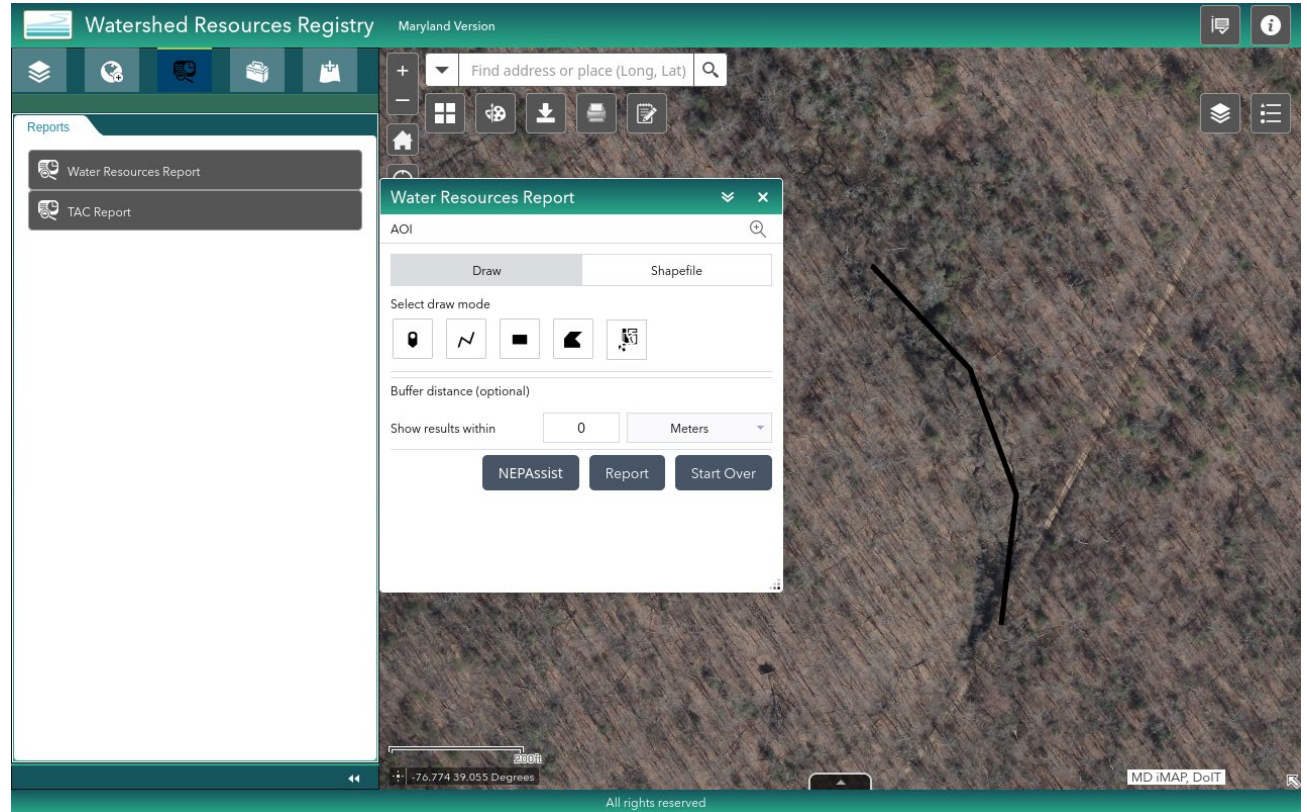 Watershed Resources Registry Maryland Version
Find address or place (Long, Lat)
Reports
Water Resources Report
TAC Report
Water Resources Report
AOI
Draw Shapefile
Select draw mode
Buffer distance (optional)
Show results within 0 Meters
NEPAssist Report Start Over
200ft
-76.774 39.055 Degrees
MD iMAP, DoIT
All rights reserved